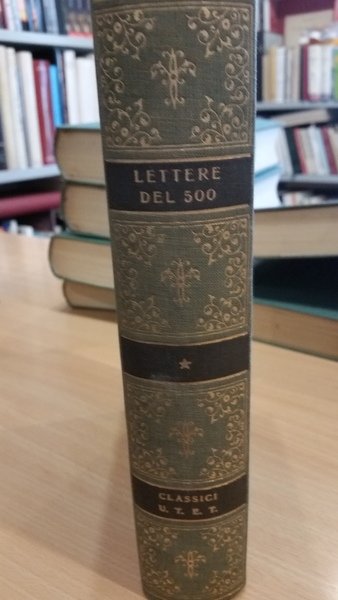 LETTERE
DEL 500
★
CLASSICI
U. T. E. T.